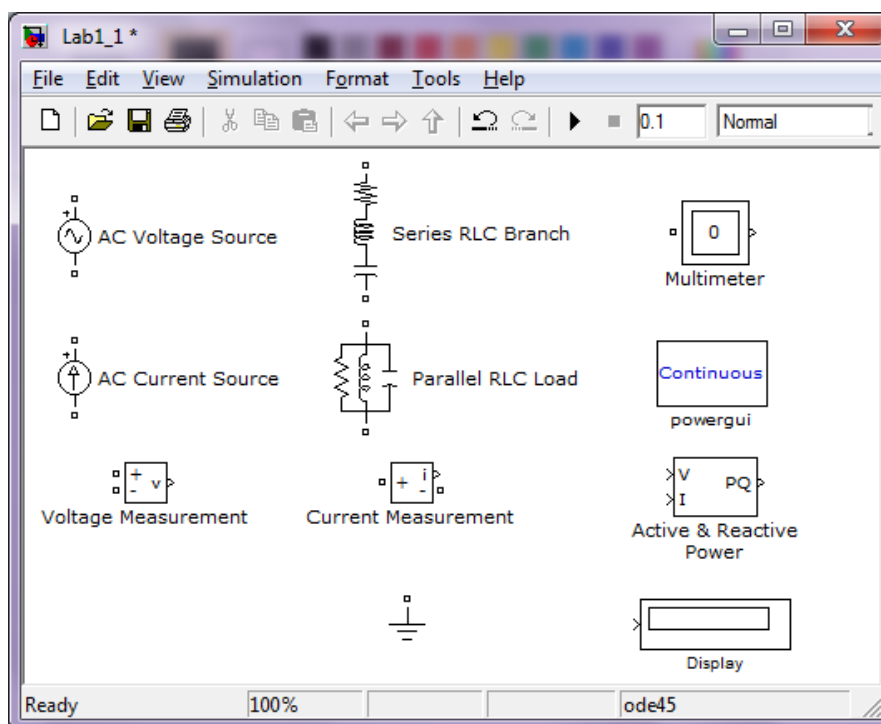 Lab1_1 *
File Edit View Simulation Format Tools Help
0.1 Normal
AC Voltage Source
Series RLC Branch
0
Multimeter
AC Current Source
Parallel RLC Load
Continuous
powergui
+
- v
Voltage Measurement
+ i
-
Current Measurement
V
I PQ
Active & Reactive
Power
Display
Ready 100% ode45